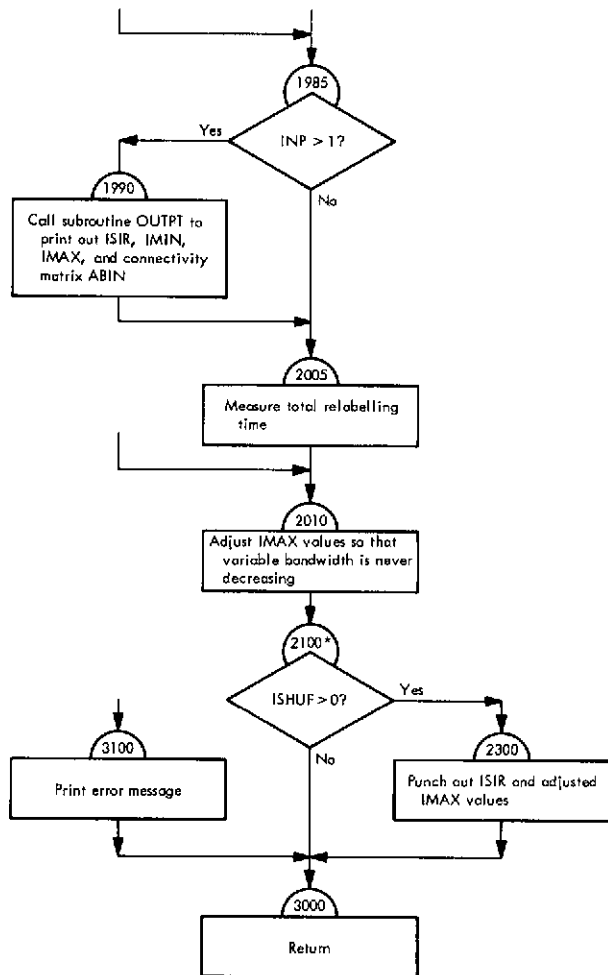 1985
INP > 1?
Yes
No
1990
Call subroutine OUTPT to
print out ISIR, IMIN,
IMAX, and connectivity
matrix ABIN
2005
Measure total relabelling
time
2010
Adjust IMAX values so that
variable bandwidth is never
decreasing
2100*
ISHUF > 0?
Yes
No
3100
Print error message
2300
Punch out ISIR and adjusted
IMAX values
3000
Return